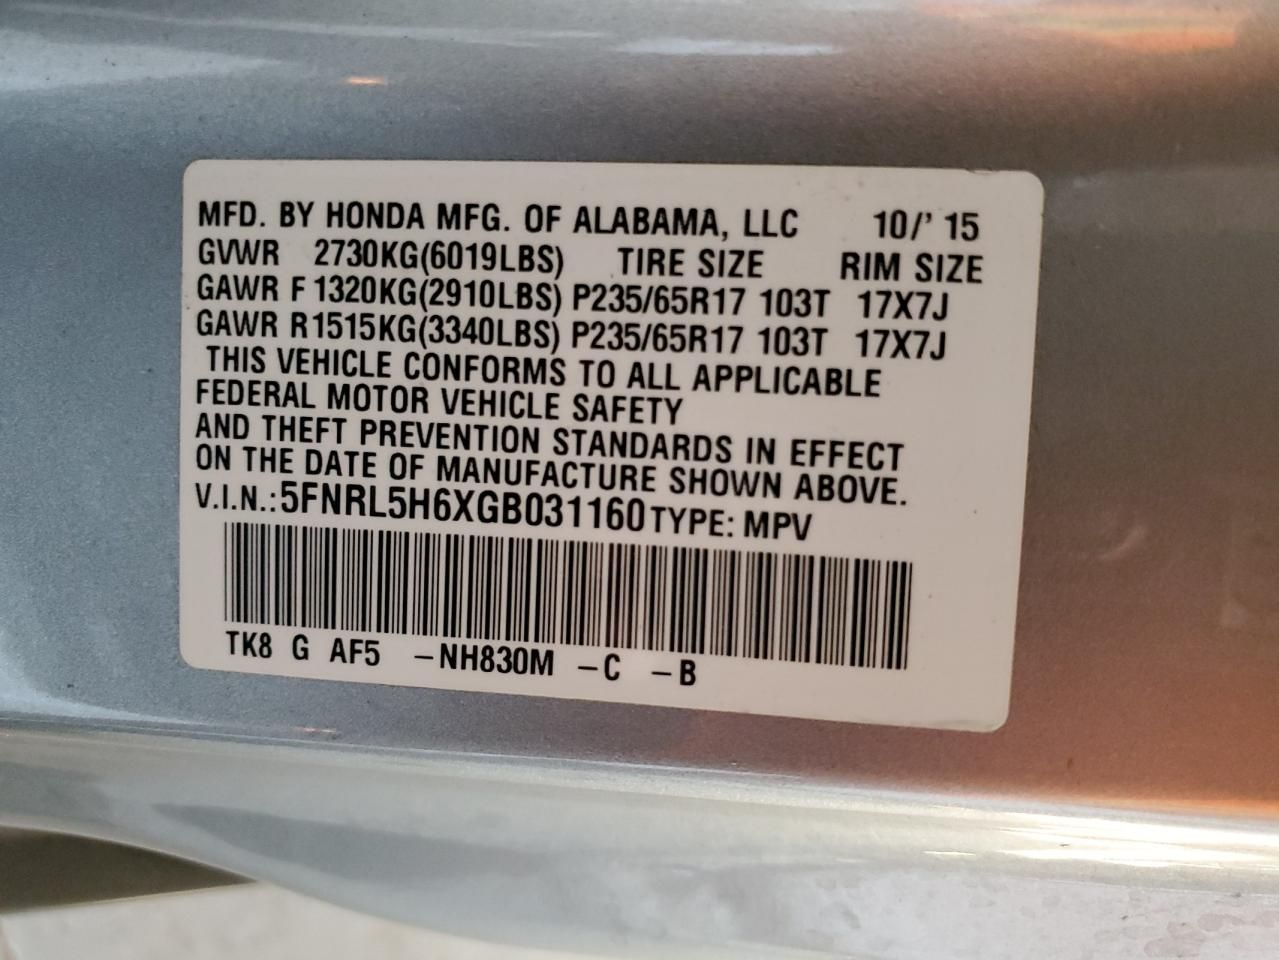 MFD. BY HONDA MFG. OF ALABAMA, LLC 10/' 15
GVWR 2730KG(6019LBS) TIRE SIZE RIM SIZE
GAWR F 1320KG(2910LBS) P235/65R17 103T 17X7J
GAWR R1515KG(3340LBS) P235/65R17 103T 17X7J
THIS VEHICLE CONFORMS TO ALL APPLICABLE
FEDERAL MOTOR VEHICLE SAFETY
AND THEFT PREVENTION STANDARDS IN EFFECT
ON THE DATE OF MANUFACTURE SHOWN ABOVE.
V.I.N.: 5FNRL5H6XGB031160 TYPE: MPV
TK8 G AF5 -NH830M -C -B